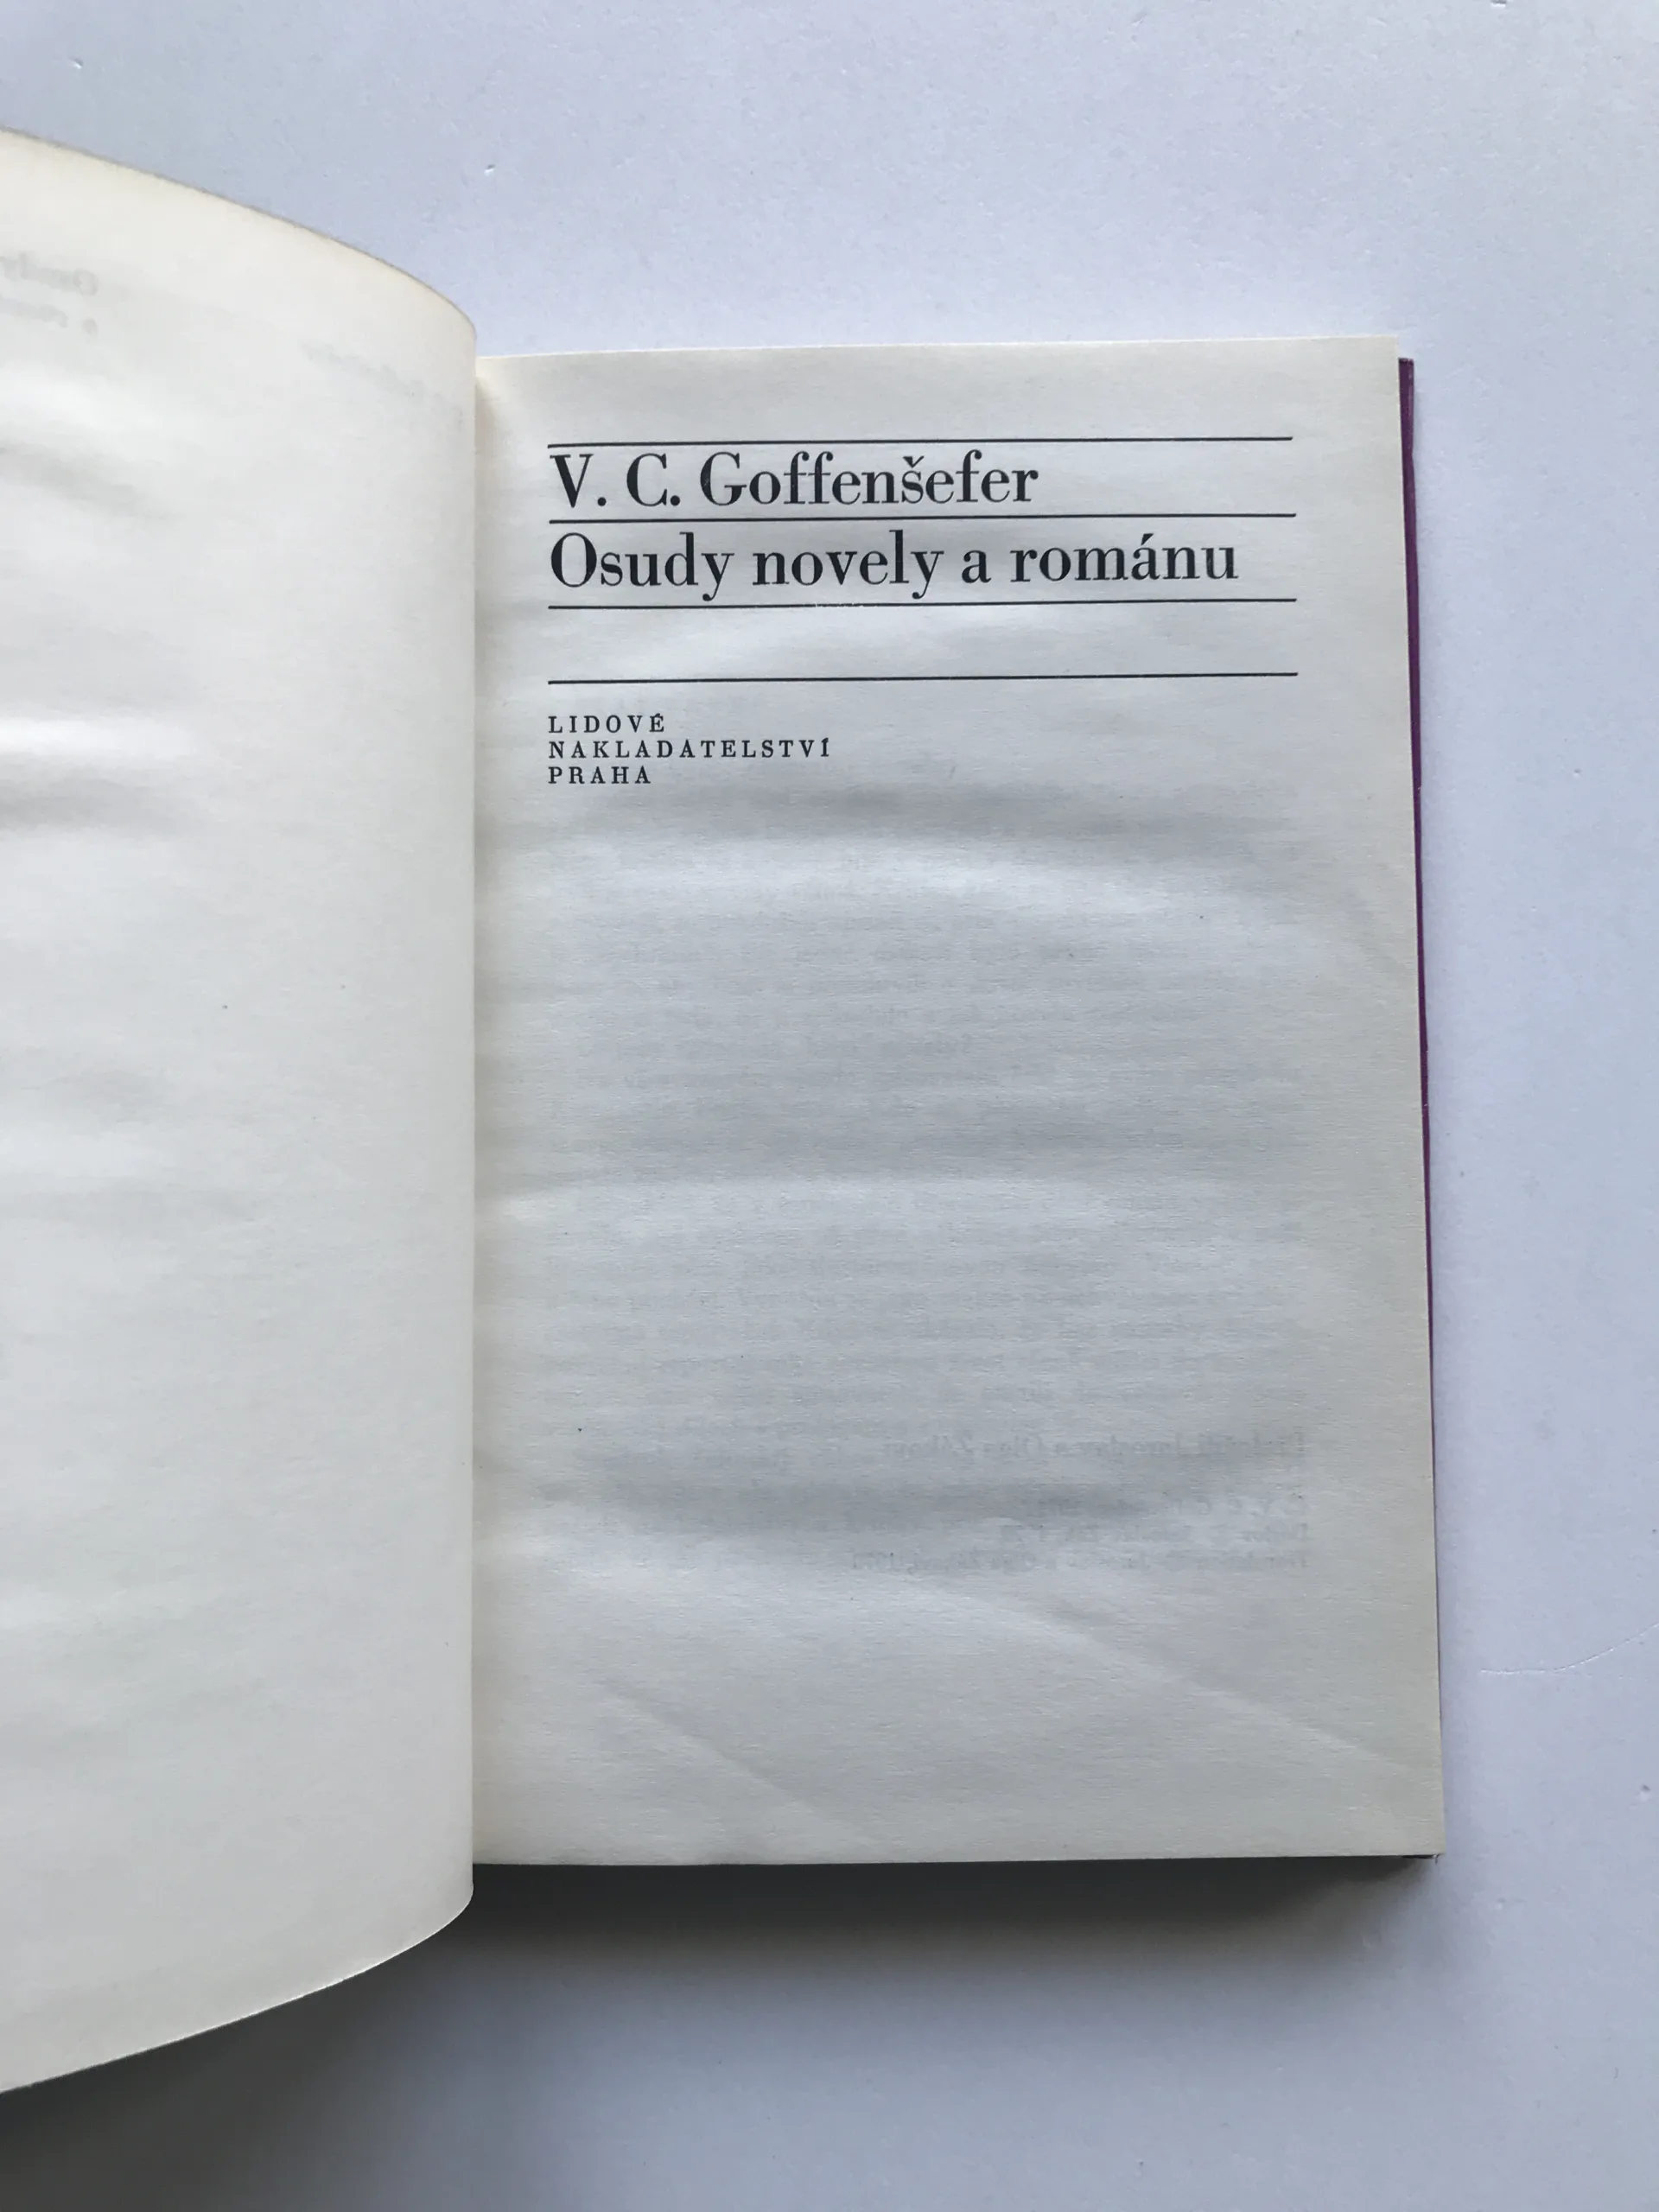 V. C. Goffenšefer
Osudy novely a románu
LIDOVÉ
NAKLADATELSTVÍ
PRAHA